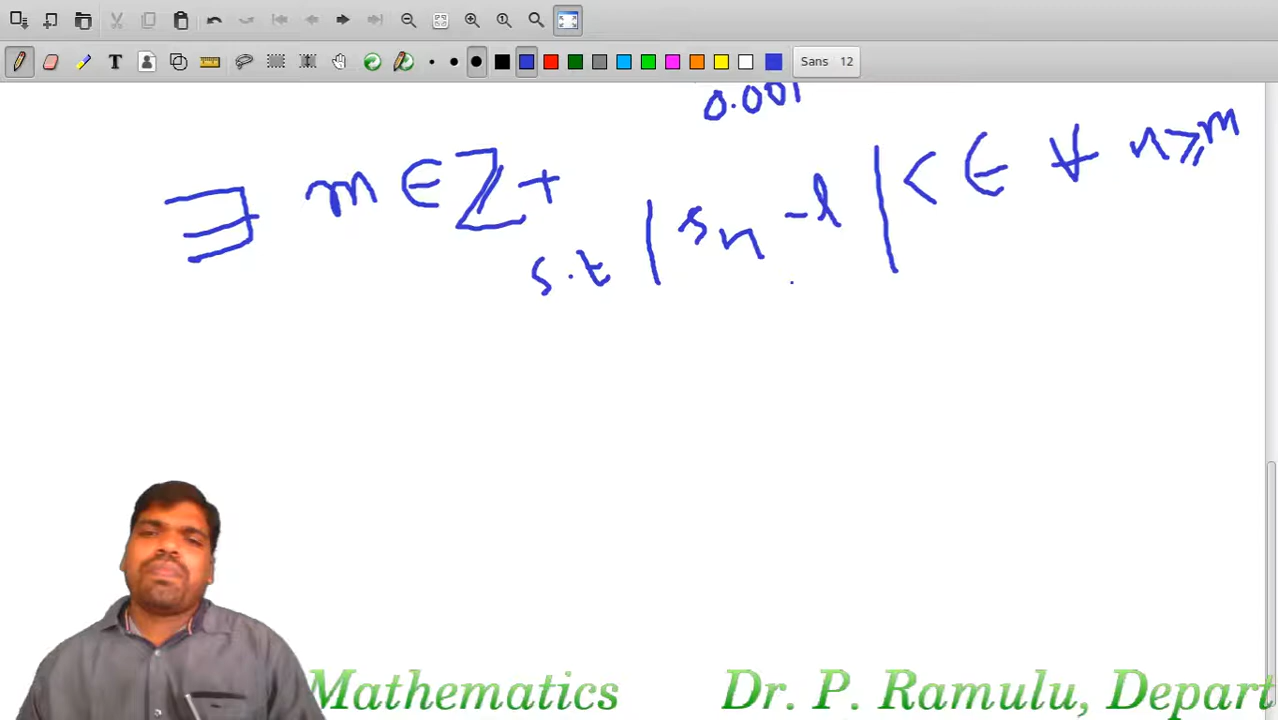 Sans 12
0.001
∃ m ∈ ℤ+
s.t |sn - l| < ∈ ∀ n ≥ m
Mathematics Dr. P. Ramulu, Depart